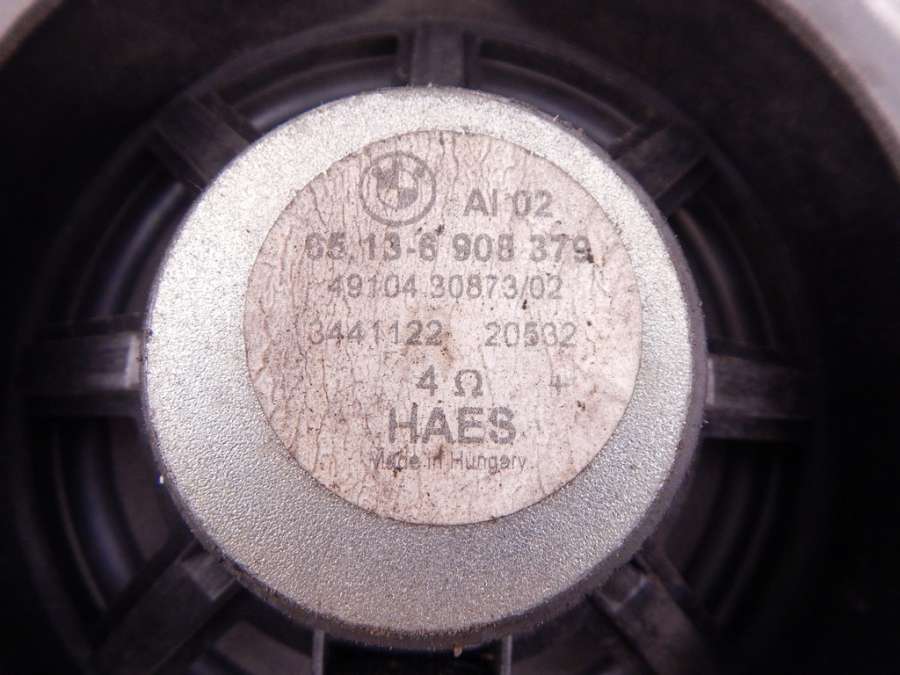 AI 02
65.13-6 908 379
49104 30873/02
3441122 20532
4 Ω +
HAES
Made in Hungary